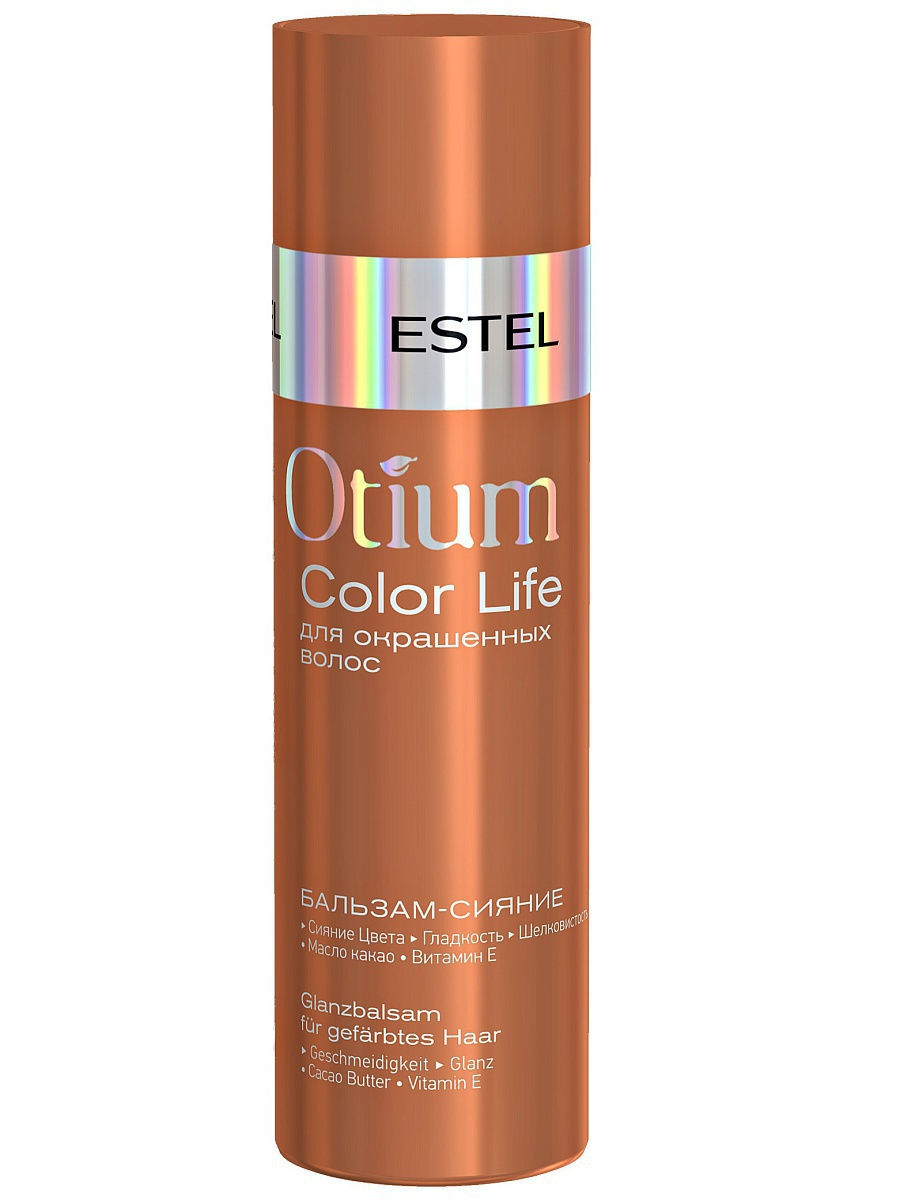 ESTEL
Otium
Color Life
для окрашенных
волос
БАЛЬЗАМ-СИЯНИЕ
▸ Сияние Цвета ▸ Гладкость ▸ Шелковистость
• Масло какао • Витамин Е
Glanzbalsam
für gefärbtes Haar
▸ Geschmeidigkeit ▸ Glanz
• Cacao Butter • Vitamin E